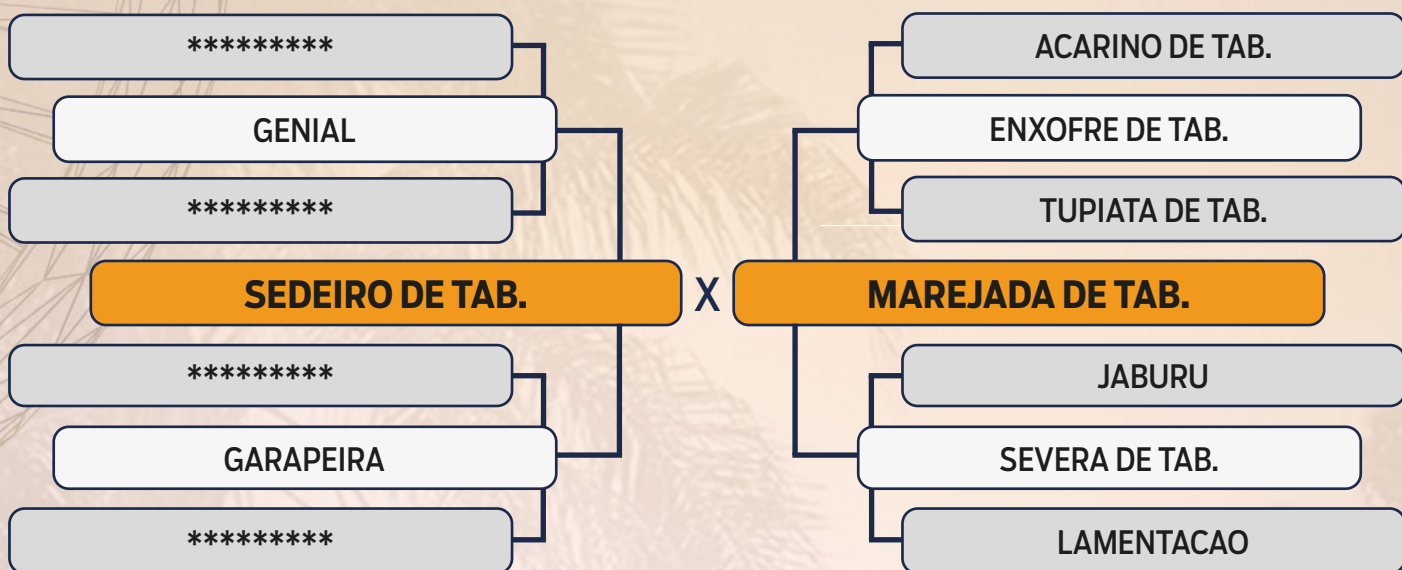 *********
GENIAL
*********
SEDEIRO DE TAB.
*********
GARAPEIRA
*********
X
ACARINO DE TAB.
ENXOFRE DE TAB.
TUPIATA DE TAB.
MAREJADA DE TAB.
JABURU
SEVERA DE TAB.
LAMENTACAO